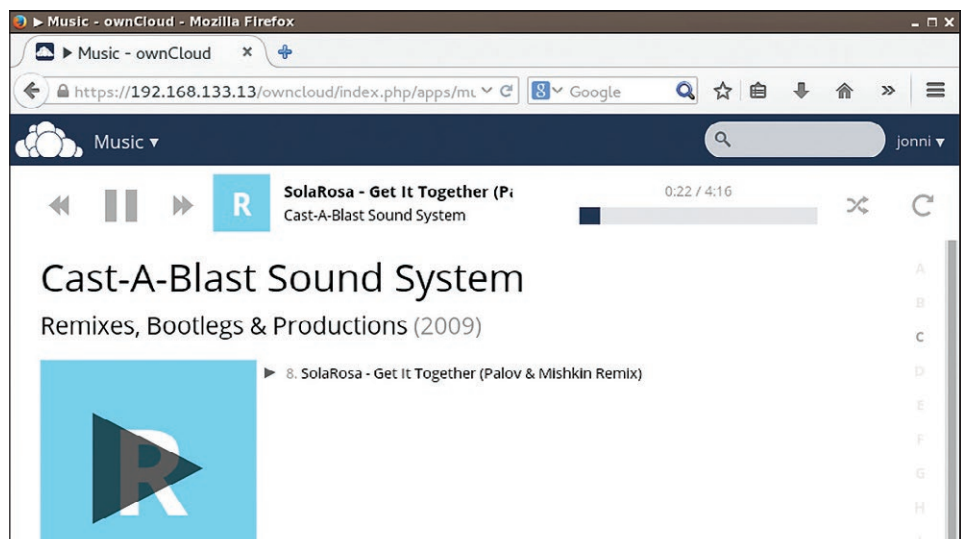 ▶ Music - ownCloud - Mozilla Firefox
▶ Music - ownCloud
https://192.168.133.13/owncloud/index.php/apps/mu
8 Google
Music ▾
jonni ▾
R
SolaRosa - Get It Together (Pa
0:22 / 4:16
Cast-A-Blast Sound System
Cast-A-Blast Sound System
Remixes, Bootlegs & Productions (2009)
▶ 8. SolaRosa - Get It Together (Palov & Mishkin Remix)
R
A
B
C
D
E
F
G
H